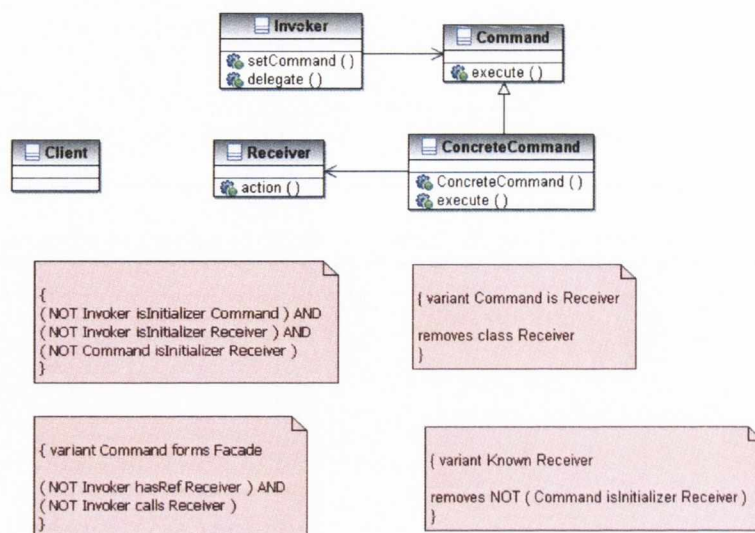 Invoker
setCommand ( )
delegate ( )
Command
execute ( )
Client
Receiver
action ( )
ConcreteCommand
ConcreteCommand ( )
execute ( )
{
( NOT Invoker isInitializer Command ) AND
( NOT Invoker isInitializer Receiver ) AND
( NOT Command isInitializer Receiver )
}
{ variant Command is Receiver
removes class Receiver
}
{ variant Command forms Facade
( NOT Invoker hasRef Receiver ) AND
( NOT Invoker calls Receiver )
}
{ variant Known Receiver
removes NOT ( Command isInitializer Receiver )
}